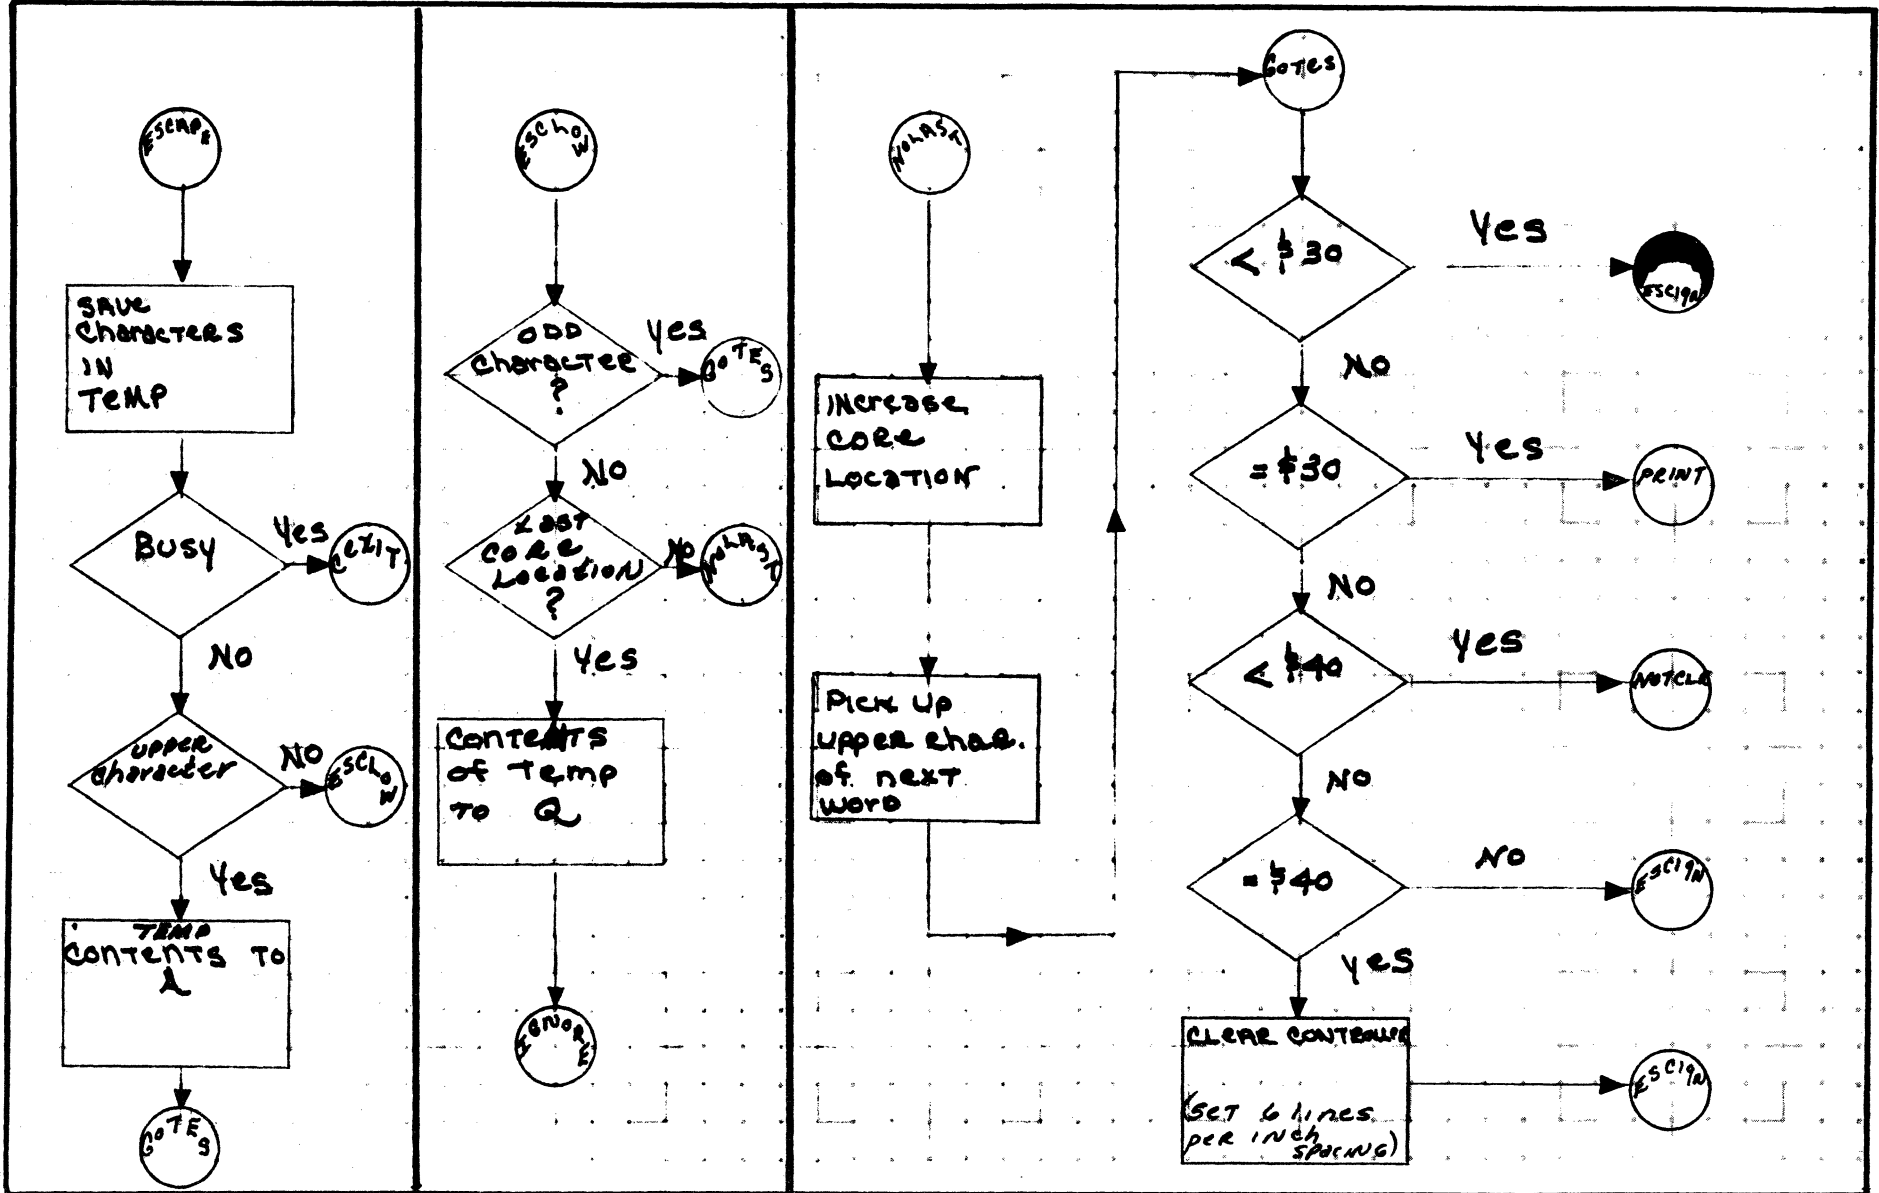 ESCAPE
SAVE
Characters
IN
TEMP
Busy
Yes
CEXIT
NO
UPPER
character
NO
ESCLOW
Yes
TEMP
CONTENTS TO
A
GOTES
ESCLOW
ODD
Character
?
Yes
GOTES
NO
LAST
CORE
LOCATION
?
NO
NOLAST
Yes
CONTENTS
of Temp
TO Q
IGNORE
NOLAST
INcrease
CORE
LOCATION
Pick up
upper char.
of next
word
GOTES
< $30
Yes
ESCIGN
NO
= $30
Yes
PRINT
NO
< $40
Yes
NOTCLR
NO
= $40
NO
ESCIGN
yes
CLEAR CONTROLLER
(SET 6 lines
per INch
SPACING)
ESCIGN